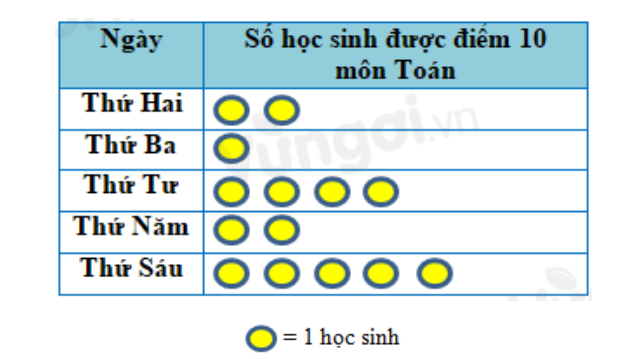 Ngày
Số học sinh được điểm 10
môn Toán
Thứ Hai
Thứ Ba
Thứ Tư
Thứ Năm
Thứ Sáu
= 1 học sinh